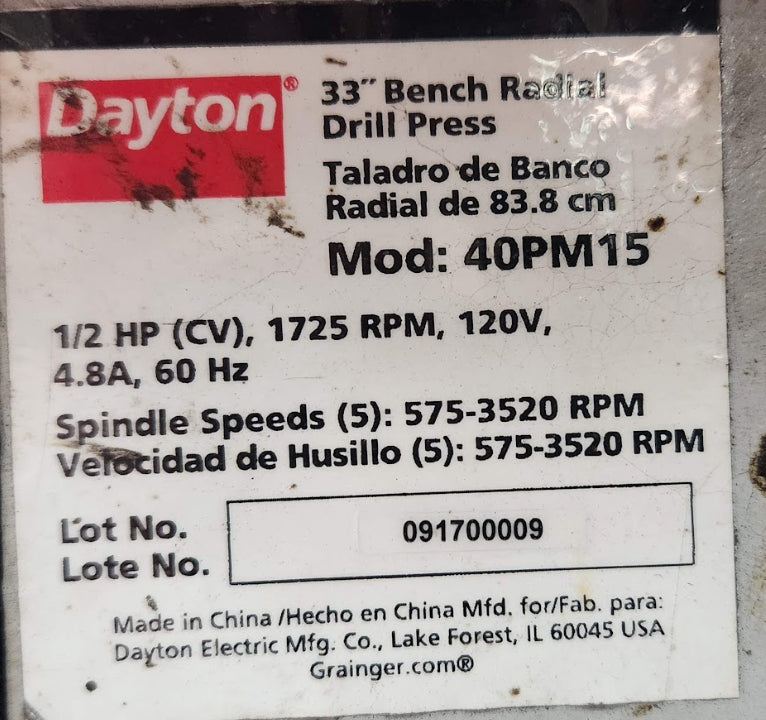 Dayton®
33" Bench Radial
Drill Press
Taladro de Banco
Radial de 83.8 cm
Mod: 40PM15
1/2 HP (CV), 1725 RPM, 120V,
4.8A, 60 Hz
Spindle Speeds (5): 575-3520 RPM
Velocidad de Husillo (5): 575-3520 RPM
Lot No.
Lote No.
091700009
Made in China /Hecho en China Mfd. for/Fab. para:
Dayton Electric Mfg. Co., Lake Forest, IL 60045 USA
Grainger.com®